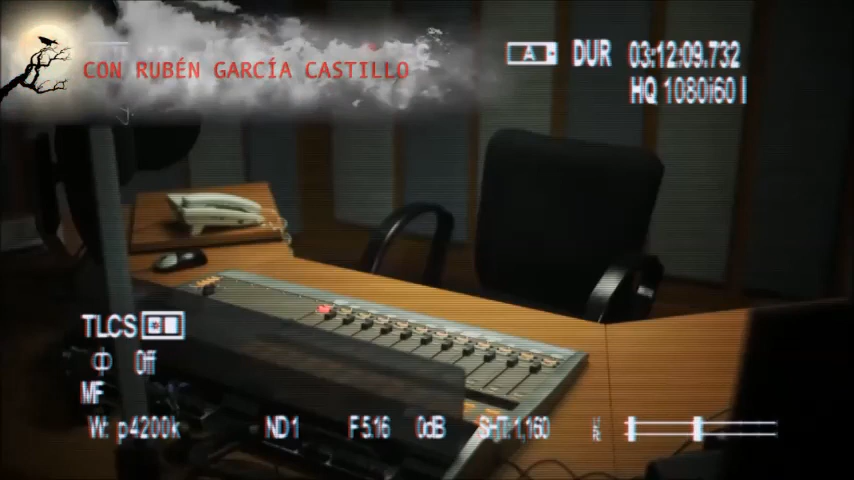 CON RUBÉN GARCÍA CASTILLO
A DUR 03:12:09.732
HQ 1080i60
TLCS
Off
MF
W: p4200k ND1 F5.16 0dB SHT:1,160